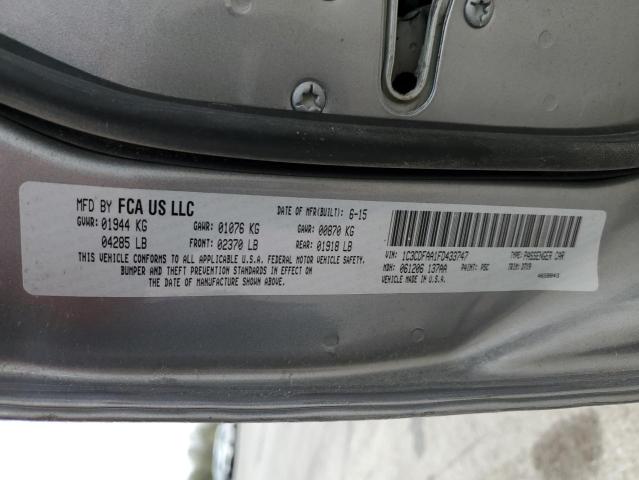 MFD BY FCA US LLC
DATE OF MFR(BUILT): 6-15
GVWR: 01944 KG
04285 LB
GAWR: 01076 KG
FRONT: 02370 LB
GAWR: 00870 KG
REAR: 01918 LB
THIS VEHICLE CONFORMS TO ALL APPLICABLE U.S.A. FEDERAL MOTOR VEHICLE SAFETY,
BUMPER AND THEFT PREVENTION STANDARDS IN EFFECT ON
THE DATE OF MANUFACTURE SHOWN ABOVE.
VIN: 1C3CDFAA1FD433747
TYPE: PASSENGER CAR
MDH: 061206 137AA
PAINT: PSC
VEHICLE MADE IN U.S.A.